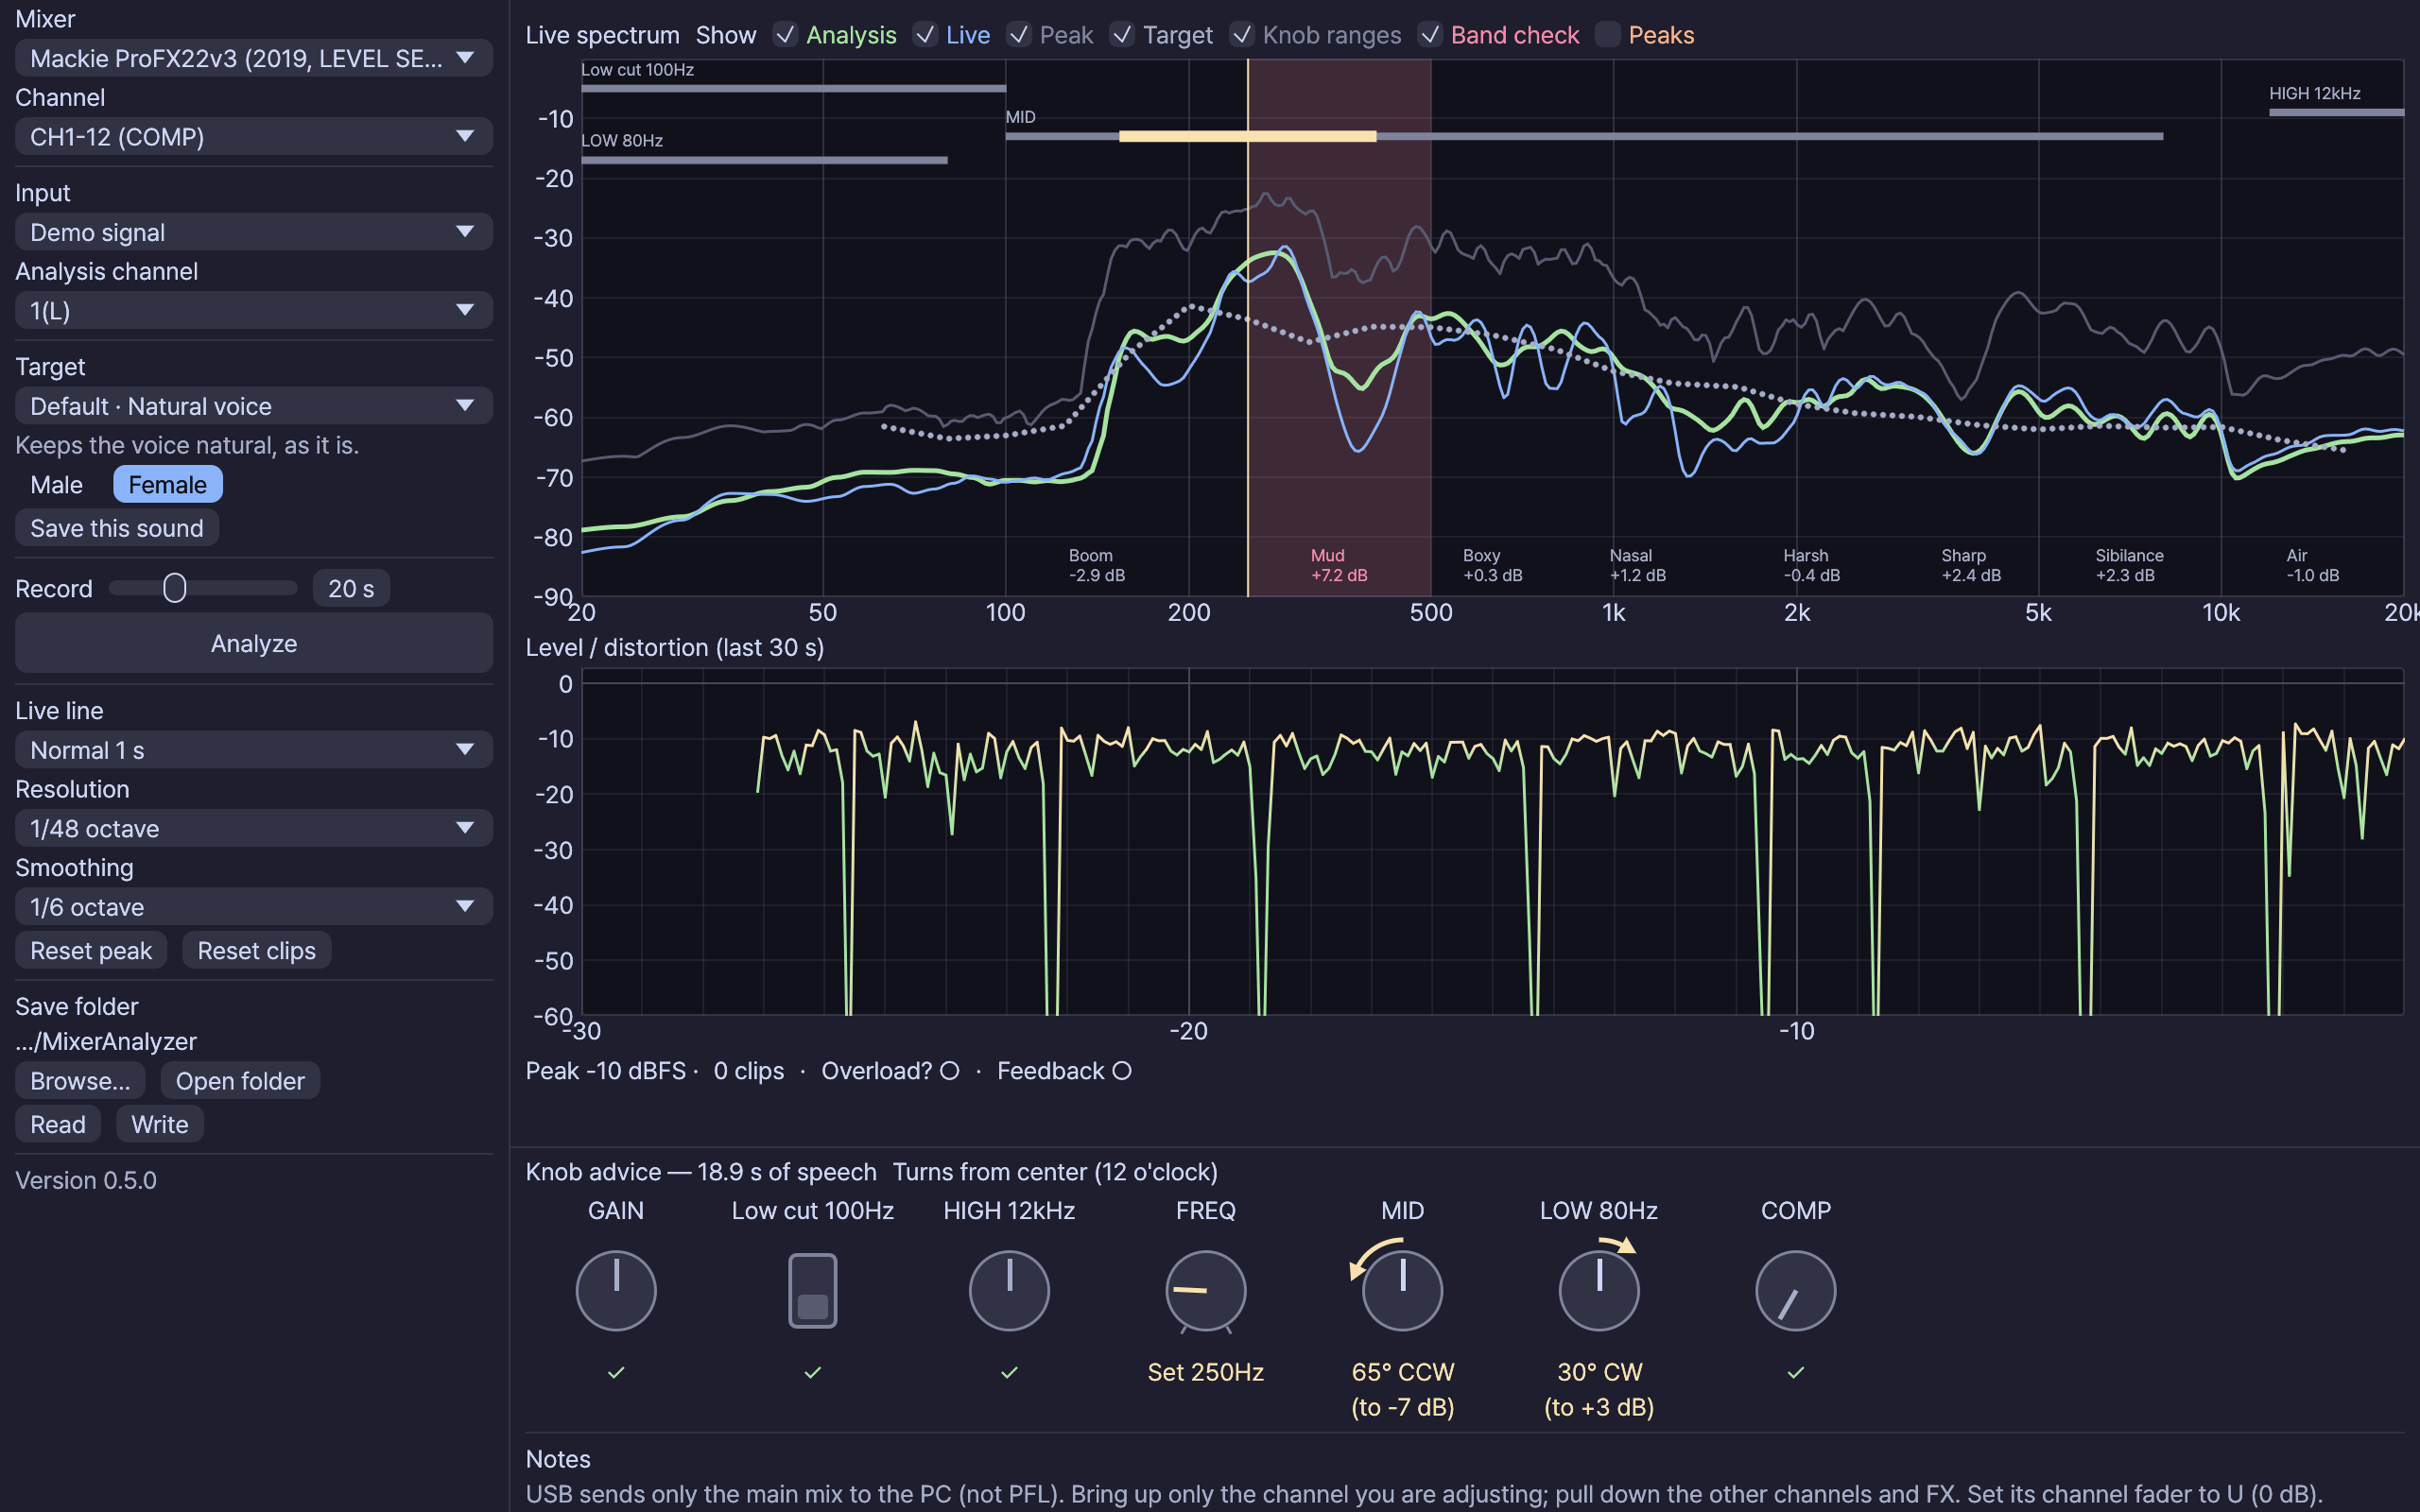 Mixer
Mackie ProFX22v3 (2019, LEVEL SE...
Channel
CH1-12 (COMP)
Input
Demo signal
Analysis channel
1(L)
Target
Default · Natural voice
Keeps the voice natural, as it is.
Male Female
Save this sound
Record 20 s
Analyze
Live line
Normal 1 s
Resolution
1/48 octave
Smoothing
1/6 octave
Reset peak Reset clips
Save folder
.../MixerAnalyzer
Browse... Open folder
Read Write
Version 0.5.0
Live spectrum Show Analysis Live Peak Target Knob ranges Band check Peaks
Low cut 100Hz
HIGH 12kHz
MID
LOW 80Hz
-10
-20
-30
-40
-50
-60
-70
-80
-90
Boom Mud Boxy Nasal Harsh Sharp Sibilance Air
-2.9 dB +7.2 dB +0.3 dB +1.2 dB -0.4 dB +2.4 dB +2.3 dB -1.0 dB
20 50 100 200 500 1k 2k 5k 10k 20k
Level / distortion (last 30 s)
0
-10
-20
-30
-40
-50
-60
-30 -20 -10
Peak -10 dBFS · 0 clips · Overload? · Feedback
Knob advice — 18.9 s of speech Turns from center (12 o'clock)
GAIN Low cut 100Hz HIGH 12kHz FREQ MID LOW 80Hz COMP
✓ ✓ ✓ Set 250Hz 65° CCW 30° CW ✓
(to -7 dB) (to +3 dB)
Notes
USB sends only the main mix to the PC (not PFL). Bring up only the channel you are adjusting; pull down the other channels and FX. Set its channel fader to U (0 dB).